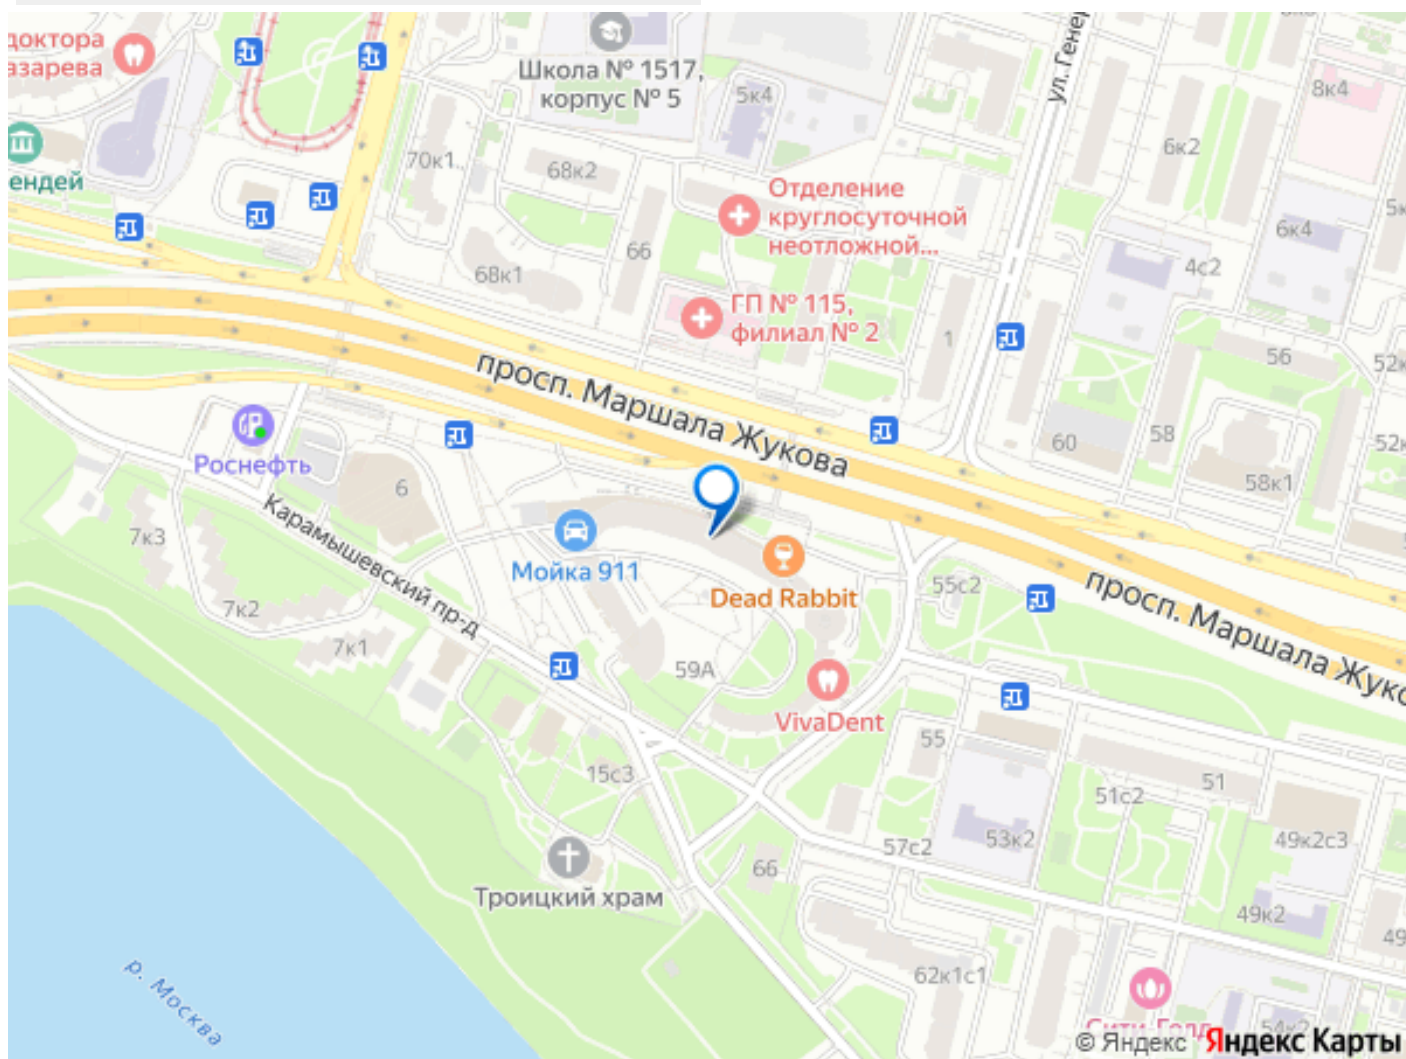 доктора
азарева
Школа № 1517,
корпус № 5
5к4
ул. Генер
8к4
6к2
ендей
70к1
68к2
Отделение
круглосуточной
неотложной...
66
68к1
6к4
4с2
ГП № 115,
филиал № 2
1
56
просп. Маршала Жукова
60
58
58к1
Роснефть
6
Карамышевский пр-д
7к3
7к2
7к1
Мойка 911
Dead Rabbit
55с2
просп. Маршала Жуко
59А
VivaDent
55
51
51с2
15с3
57с2
53к2
49к2с3
66
Троицкий храм
49к2
49
62к1с1
р. Москва
Сити-Голд
54к2
© Яндекс Яндекс Карты